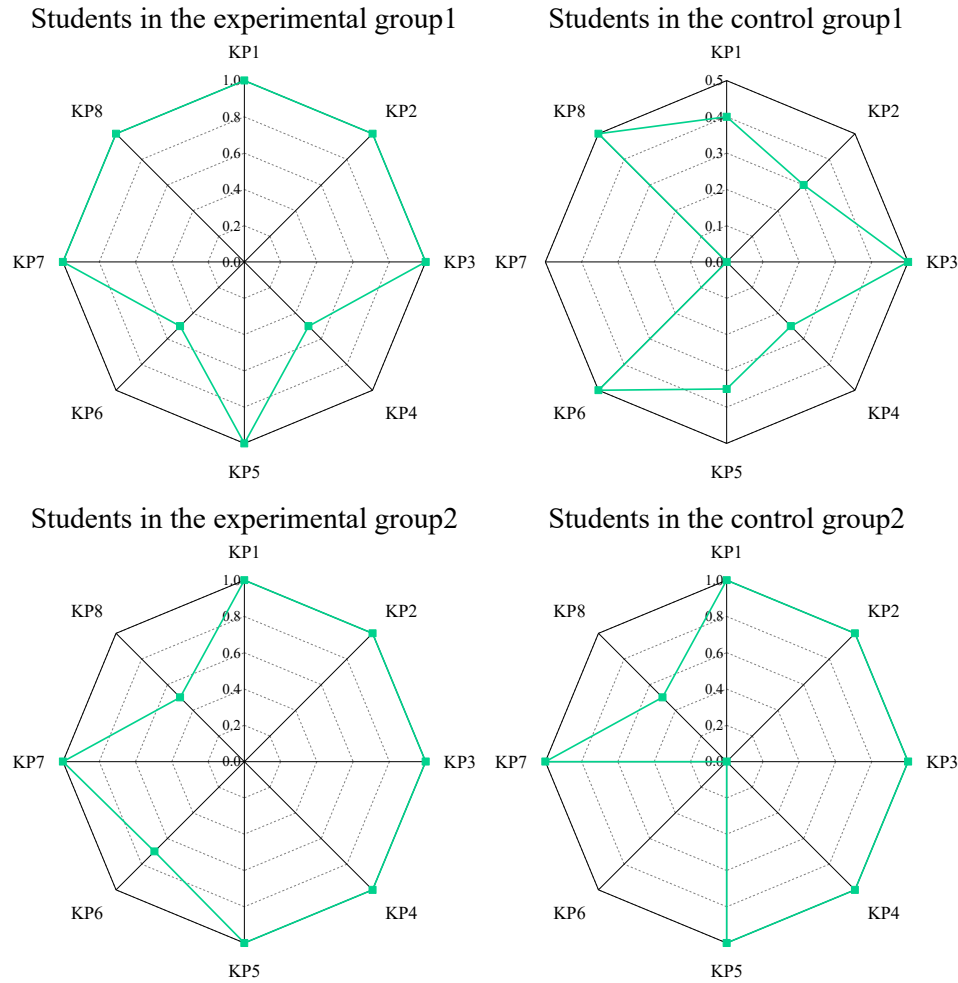 Students in the experimental group1
KP1
1.0
KP8
KP2
0.8
0.6
0.4
0.2
KP7
0.0
KP3
KP6
KP4
KP5
Students in the control group1
KP1
0.5
KP8
KP2
0.4
0.3
0.2
0.1
KP7
0.0
KP3
KP6
KP4
KP5
Students in the experimental group2
KP1
1.0
KP8
KP2
0.8
0.6
0.4
0.2
KP7
0.0
KP3
KP6
KP4
KP5
Students in the control group2
KP1
1.0
KP8
KP2
0.8
0.6
0.4
0.2
KP7
0.0
KP3
KP6
KP4
KP5